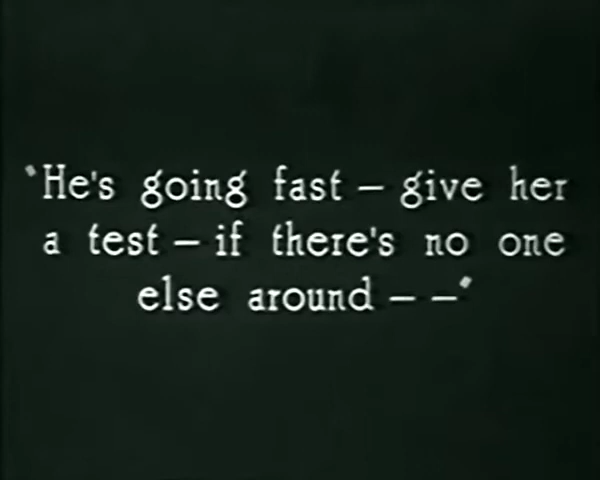 "He's going fast — give her
a test — if there's no one
else around — —"